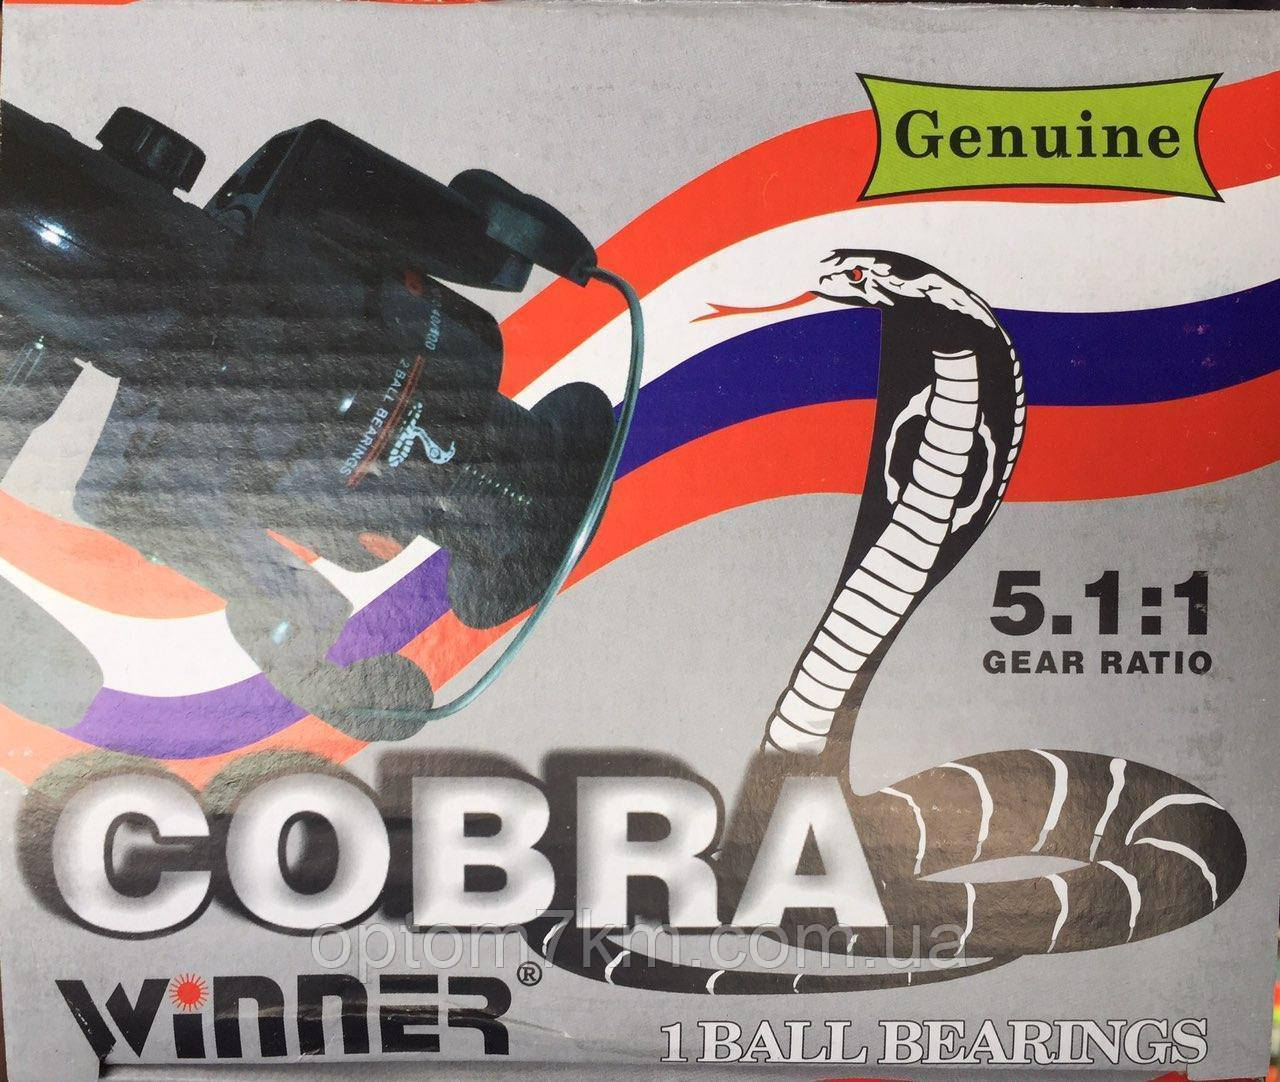 Genuine
2 BALL BEARINGS
5.1:1
GEAR RATIO
COBRA
optom7km.com.ua
WiNNER®
1 BALL BEARINGS